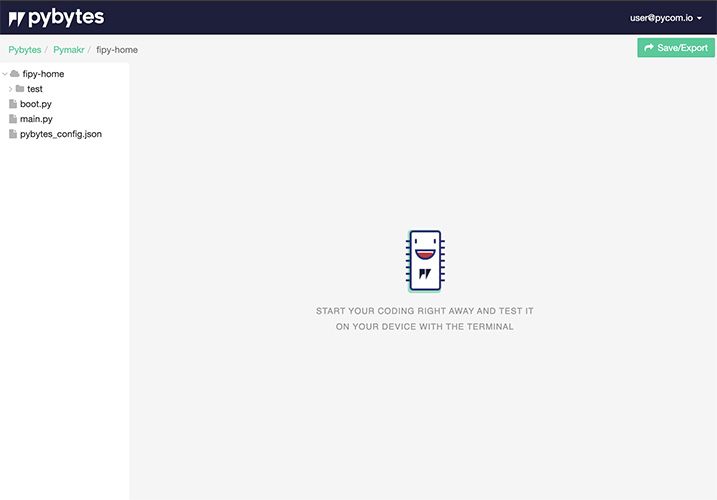 pybytes
user@pycom.io
Pybytes / Pymakr / fipy-home
Save/Export
fipy-home
test
boot.py
main.py
pybytes_config.json
START YOUR CODING RIGHT AWAY AND TEST IT
ON YOUR DEVICE WITH THE TERMINAL